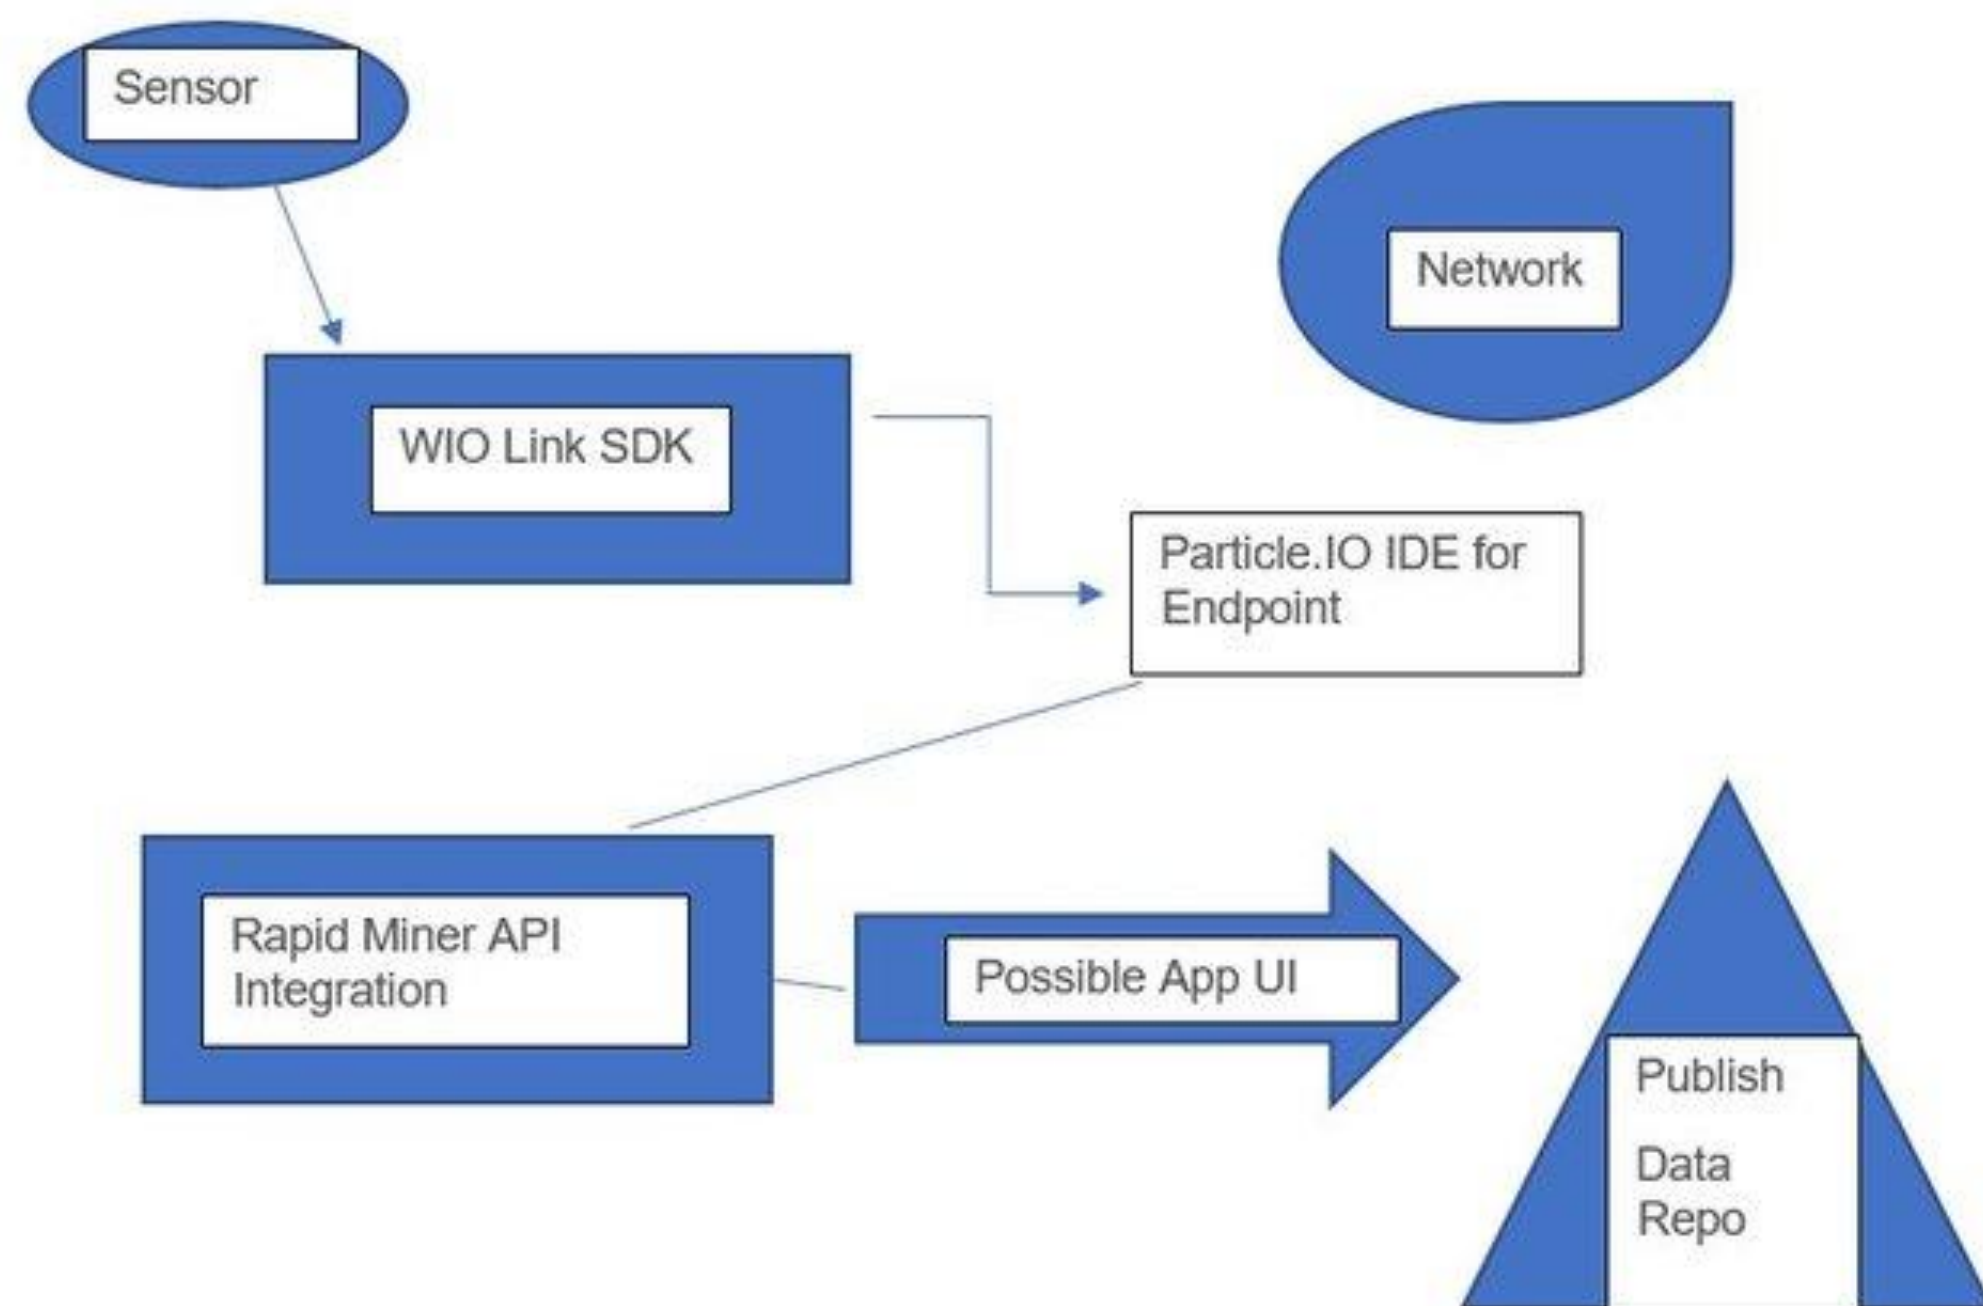 Sensor
Network
WIO Link SDK
Particle.IO IDE for
Endpoint
Rapid Miner API
Integration
Possible App UI
Publish
Data
Repo